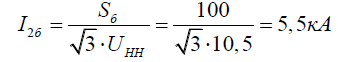 I₂б = Sб / (√3·Uнн) = 100 / (√3·10,5) = 5,5кА